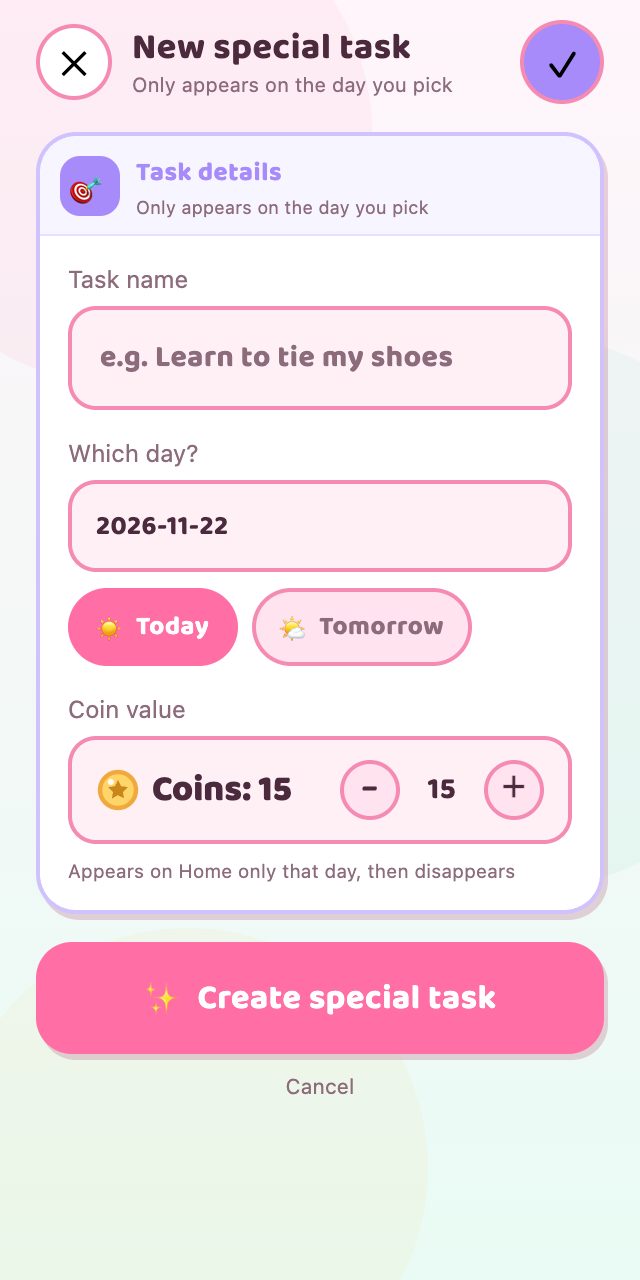 New special task
Only appears on the day you pick
Task details
Only appears on the day you pick
Task name
e.g. Learn to tie my shoes
Which day?
2026-11-22
Today
Tomorrow
Coin value
Coins: 15
- 15 +
Appears on Home only that day, then disappears
Create special task
Cancel